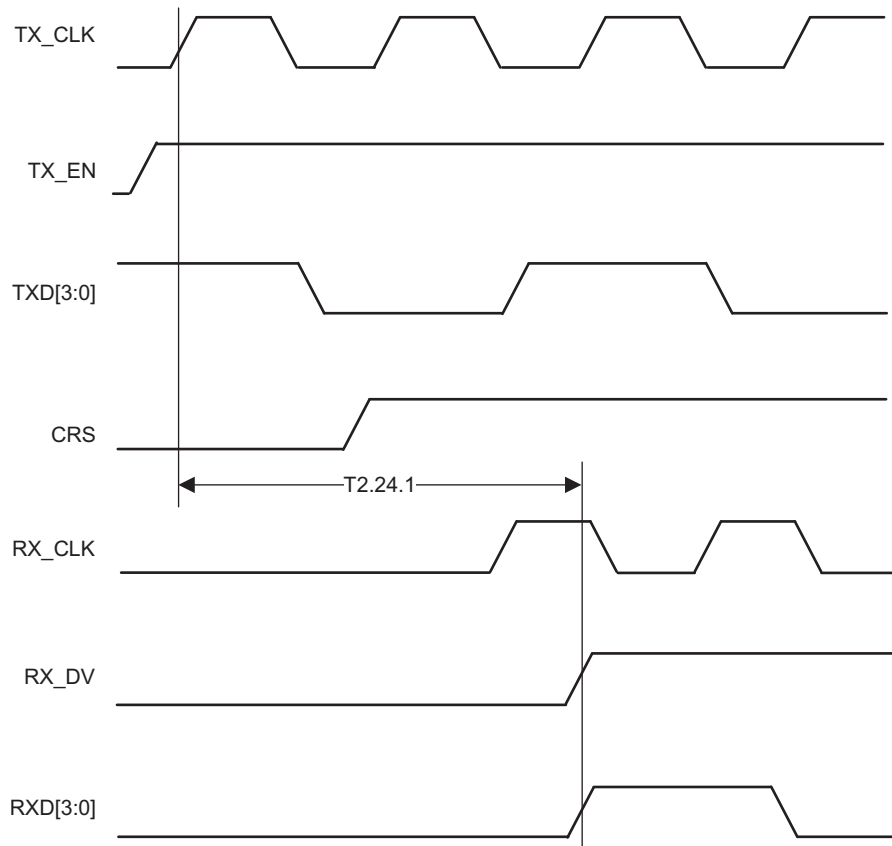 TX_CLK
TX_EN
TXD[3:0]
CRS
T2.24.1
RX_CLK
RX_DV
RXD[3:0]